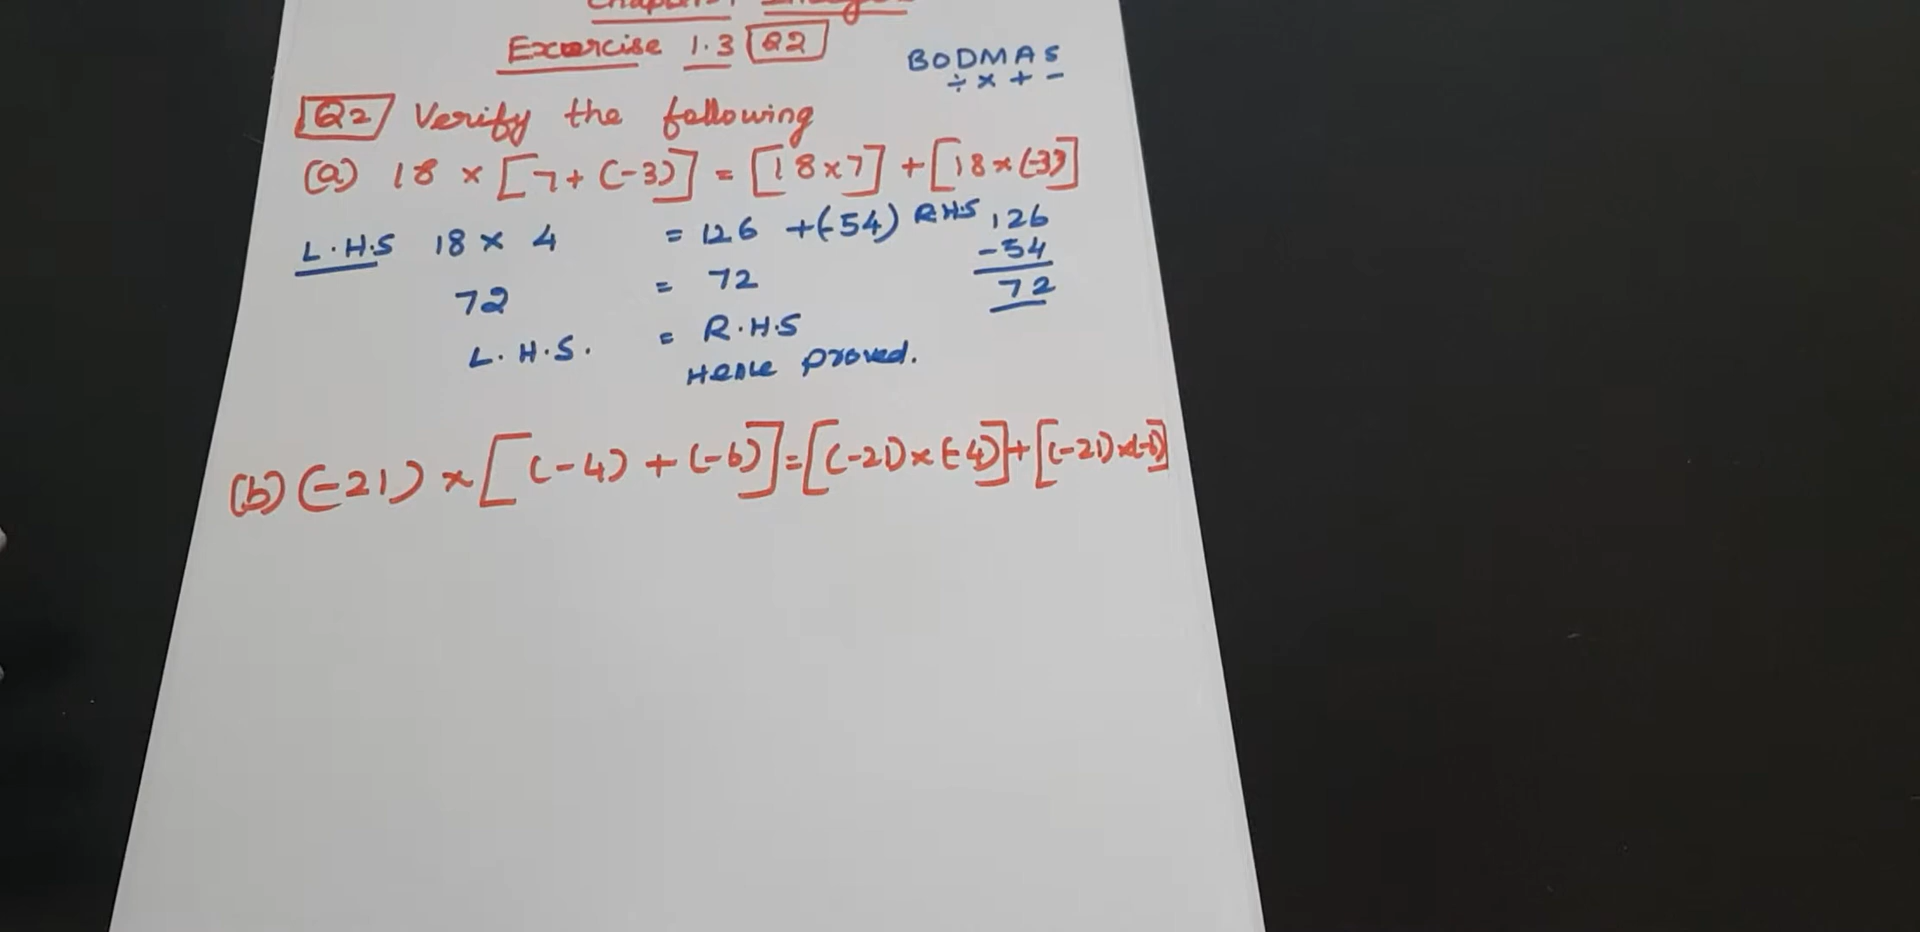 Exercise 1.3 Q2
BODMAS
÷ × + −
Q2 Verify the following
(a) 18 × [7 + (-3)] = [18 × 7] + [18 × (-3)]
L.H.S 18 × 4 = 126 + (-54) R.H.S
126
-54
72
72 = 72
L.H.S. = R.H.S
Hence proved.
(b) (-21) × [(-4) + (-6)] = [(-21) × (-4)] + [(-21) × (-6)]